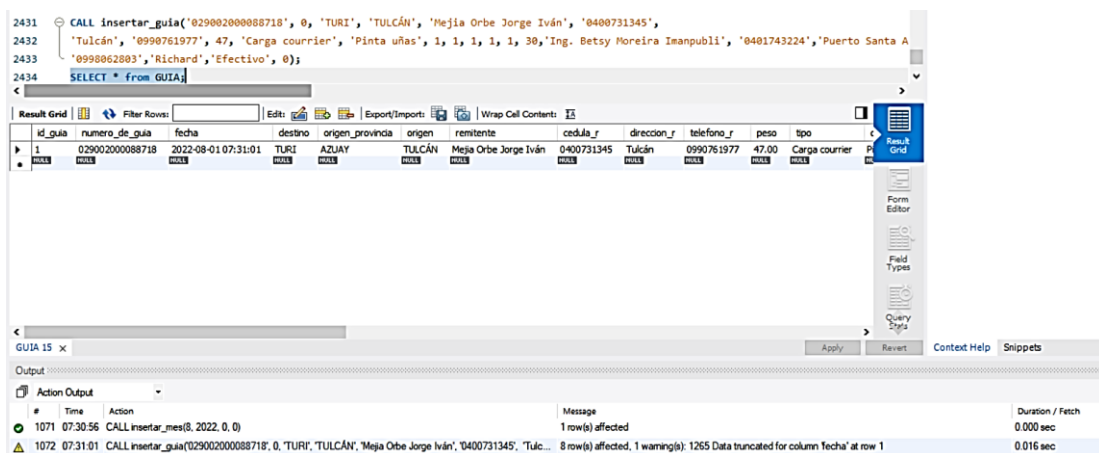 2431 CALL insertar_guia('029002000088718', 0, 'TURI', 'TULCÁN', 'Mejia Orbe Jorge Iván', '0400731345',
2432 'Tulcán', '0990761977', 47, 'Carga courrier', 'Pinta uñas', 1, 1, 1, 1, 1, 30,'Ing. Betsy Moreira Imanpubli', '0401743224','Puerto Santa A
2433 '0998062803','Richard','Efectivo', 0);
2434 SELECT * from GUIA;
Result Grid Filter Rows: Edit: Export/Import: Wrap Cell Content:
id_guia numero_de_guia fecha destino origen_provincia origen remitente cedula_r direccion_r telefono_r peso tipo
1 029002000088718 2022-08-01 07:31:01 TURI AZUAY TULCÁN Mejia Orbe Jorge Iván 0400731345 Tulcán 0990761977 47.00 Carga courrier
NULL NULL NULL NULL NULL NULL NULL NULL NULL NULL NULL NULL
Result Grid
Form Editor
Field Types
Query Stats
GUIA 15 Apply Revert Context Help Snippets
Output
Action Output
# Time Action Message Duration / Fetch
1071 07:30:56 CALL insertar_mes(8, 2022, 0, 0) 1 row(s) affected 0.000 sec
1072 07:31:01 CALL insertar_guia('029002000088718', 0, 'TURI', 'TULCÁN', 'Mejia Orbe Jorge Iván', '0400731345', 'Tulc... 8 row(s) affected, 1 warning(s): 1265 Data truncated for column 'fecha' at row 1 0.016 sec